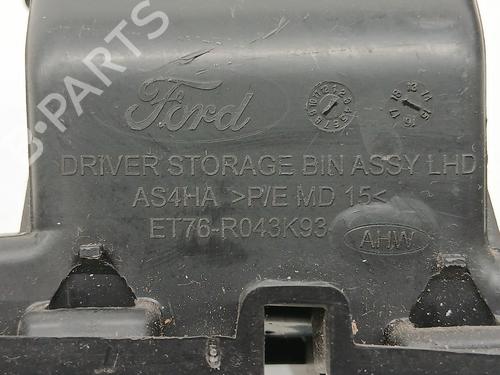 Ford
DRIVER STORAGE BIN ASSY LHD
AS4HA >P/E MD 15<
ET76-R043K93
AHW
B-PARTS